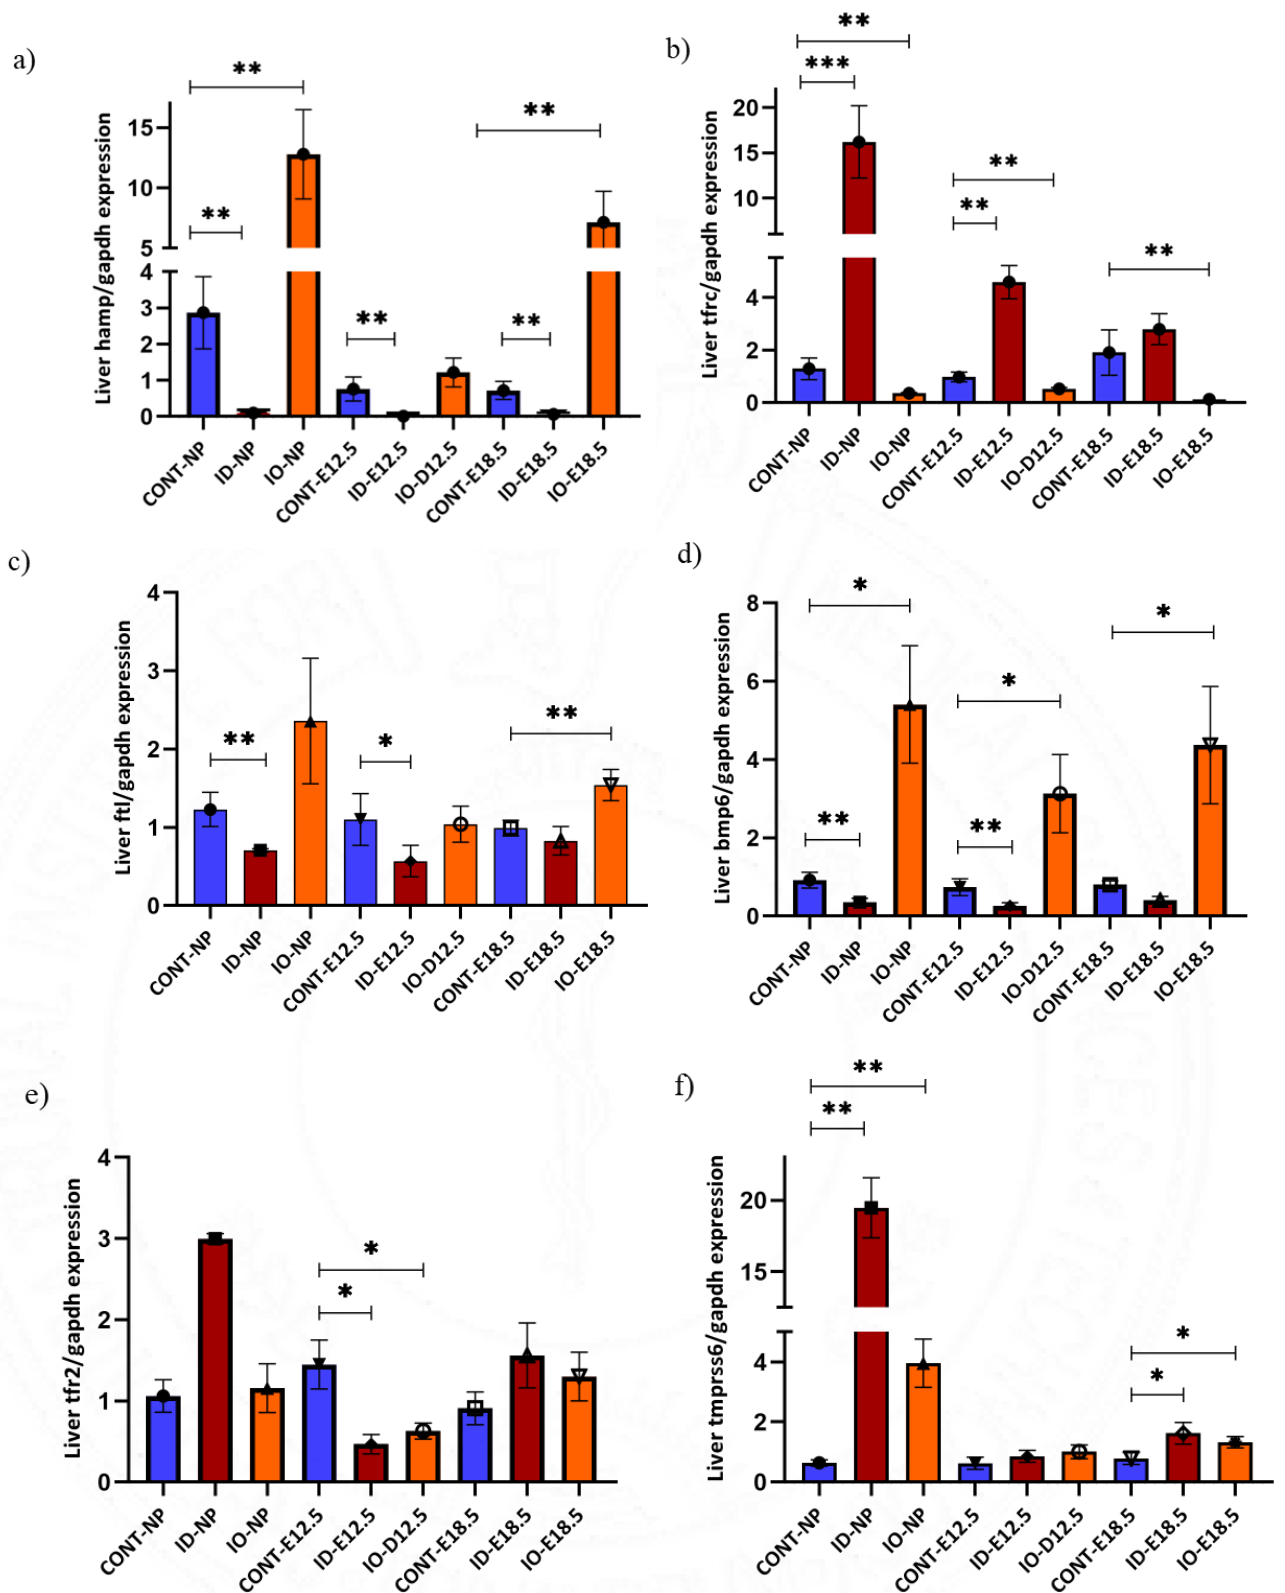 a)
**
**
**
**
**
Liver hamp/gapdh expression
15
10
5
4
3
2
1
0
CONT-NP
ID-NP
IO-NP
CONT-E12.5
ID-E12.5
IO-D12.5
CONT-E18.5
ID-E18.5
IO-E18.5
b)
**
***
**
**
**
Liver tfrc/gapdh expression
20
15
10
4
2
0
CONT-NP
ID-NP
IO-NP
CONT-E12.5
ID-E12.5
IO-D12.5
CONT-E18.5
ID-E18.5
IO-E18.5
c)
**
*
**
Liver ftl/gapdh expression
4
3
2
1
0
CONT-NP
ID-NP
IO-NP
CONT-E12.5
ID-E12.5
IO-D12.5
CONT-E18.5
ID-E18.5
IO-E18.5
d)
*
*
*
**
**
Liver bmp6/gapdh expression
8
6
4
2
0
CONT-NP
ID-NP
IO-NP
CONT-E12.5
ID-E12.5
IO-D12.5
CONT-E18.5
ID-E18.5
IO-E18.5
e)
*
*
Liver tfr2/gapdh expression
4
3
2
1
0
CONT-NP
ID-NP
IO-NP
CONT-E12.5
ID-E12.5
IO-D12.5
CONT-E18.5
ID-E18.5
IO-E18.5
f)
**
**
*
*
Liver tmprss6/gapdh expression
20
15
4
2
0
CONT-NP
ID-NP
IO-NP
CONT-E12.5
ID-E12.5
IO-D12.5
CONT-E18.5
ID-E18.5
IO-E18.5